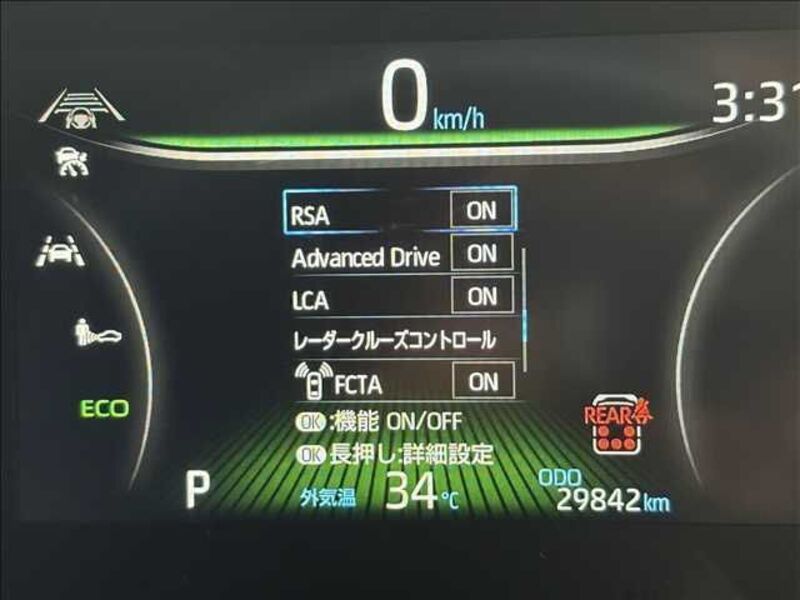 0 km/h
3:31
RSA ON
Advanced Drive ON
LCA ON
レーダークルーズコントロール
FCTA ON
OK:機能 ON/OFF
OK長押し:詳細設定
ECO
REAR
P
外気温 34℃
ODO
29842km